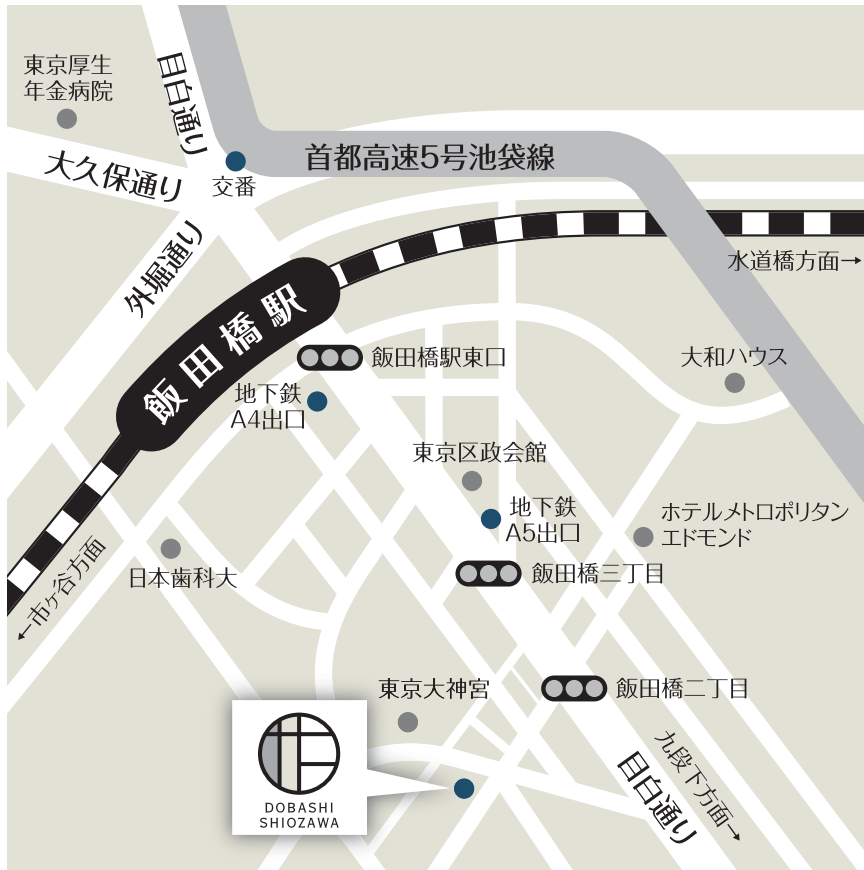 東京厚生
年金病院
目白通り
大久保通り
交番
首都高速5号池袋線
外堀通り
水道橋方面→
飯田橋駅
飯田橋駅東口
大和ハウス
地下鉄
A4出口
東京区政会館
地下鉄
A5出口
ホテルメトロポリタン
エドモンド
日本歯科大
←市ヶ谷方面
飯田橋三丁目
東京大神宮
飯田橋二丁目
目白通り
九段下方面→
DOBASHI
SHIOZAWA